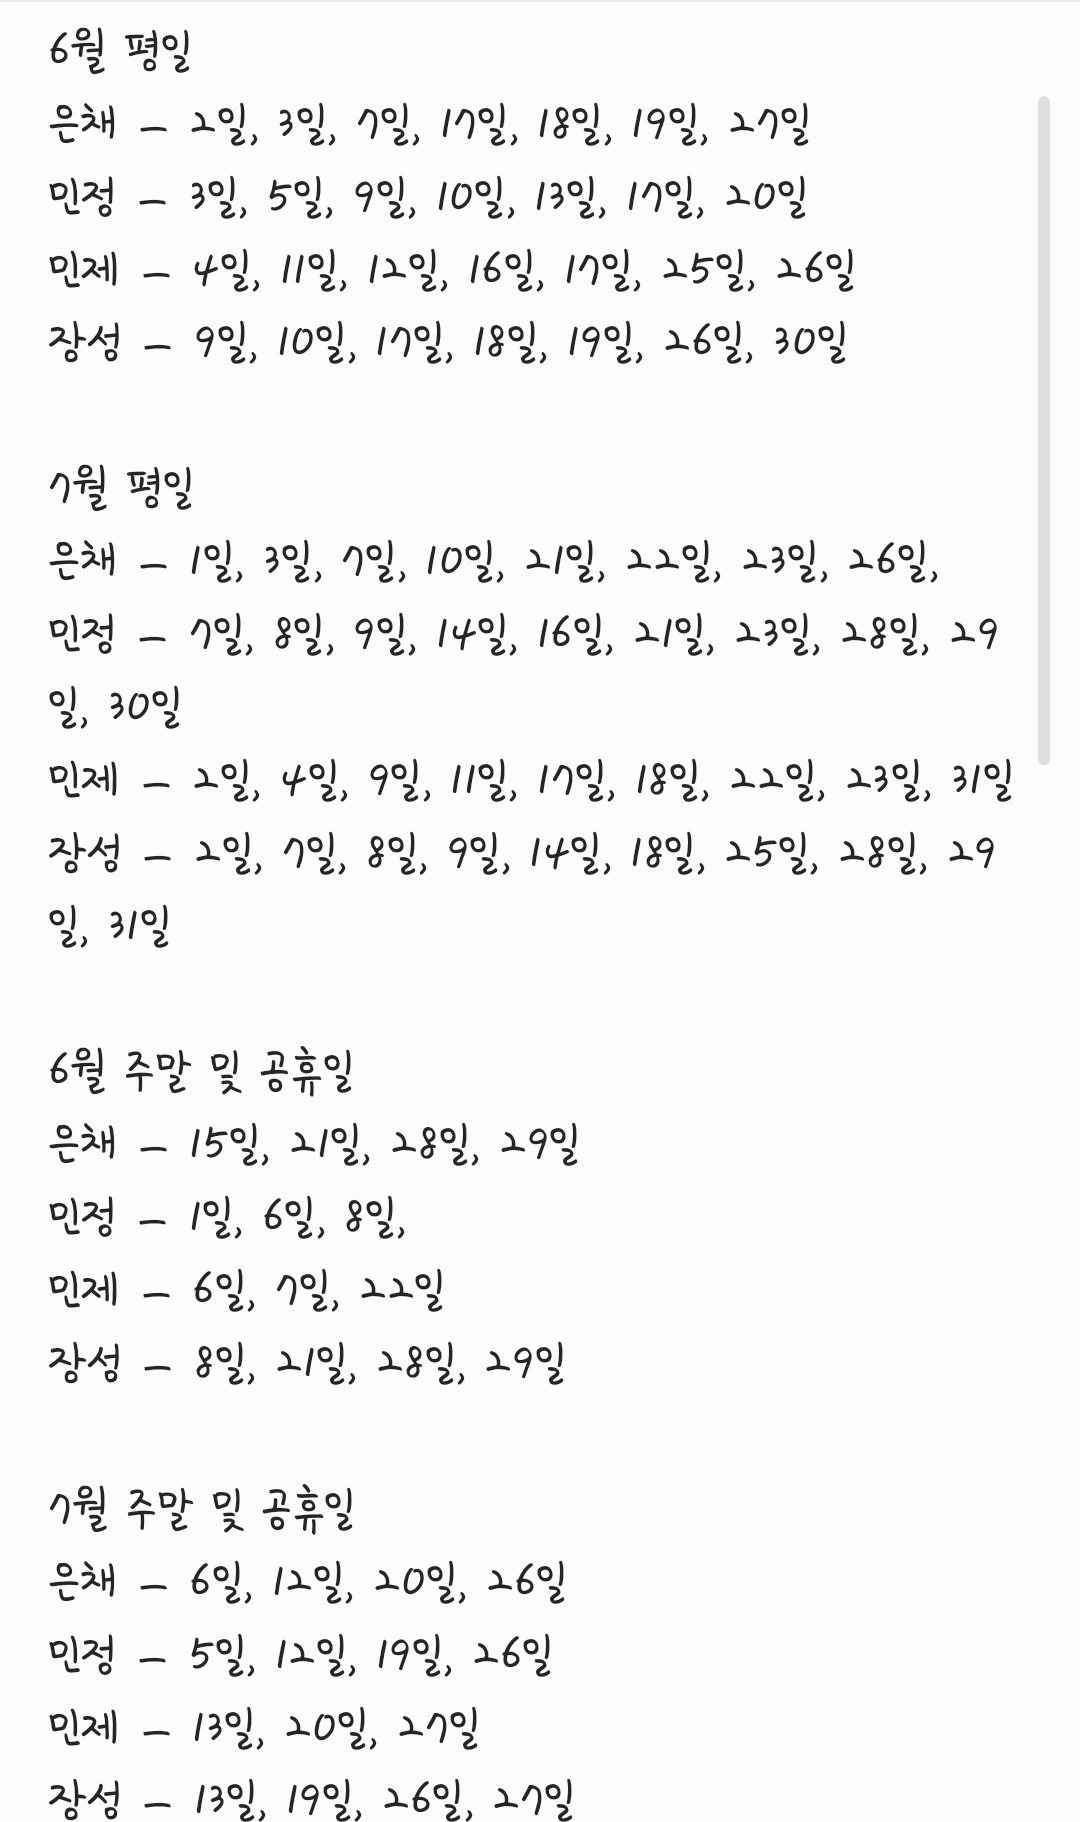 6월 평일
은채 - 2일, 3일, 7일, 17일, 18일, 19일, 27일
민정 - 3일, 5일, 9일, 10일, 13일, 17일, 20일
민제 - 4일, 11일, 12일, 16일, 17일, 25일, 26일
장성 - 9일, 10일, 17일, 18일, 19일, 26일, 30일
7월 평일
은채 - 1일, 3일, 7일, 10일, 21일, 22일, 23일, 26일,
민정 - 7일, 8일, 9일, 14일, 16일, 21일, 23일, 28일, 29
일, 30일
민제 - 2일, 4일, 9일, 11일, 17일, 18일, 22일, 23일, 31일
장성 - 2일, 7일, 8일, 9일, 14일, 18일, 25일, 28일, 29
일, 31일
6월 주말 및 공휴일
은채 - 15일, 21일, 28일, 29일
민정 - 1일, 6일, 8일,
민제 - 6일, 7일, 22일
장성 - 8일, 21일, 28일, 29일
7월 주말 및 공휴일
은채 - 6일, 12일, 20일, 26일
민정 - 5일, 12일, 19일, 26일
민제 - 13일, 20일, 27일
장성 - 13일, 19일, 26일, 27일